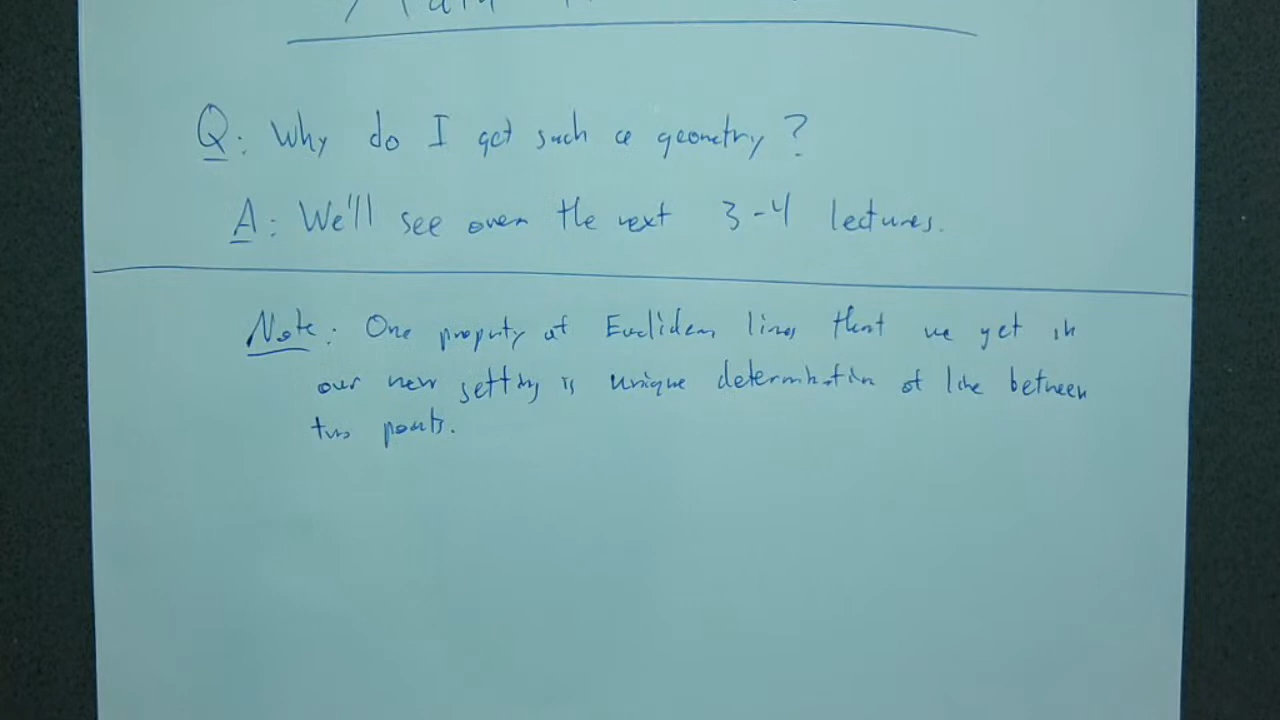 Q: Why do I get such a geometry?
A: We'll see over the next 3-4 lectures.
Note: One property of Euclidean lines that we get in
our new setting is unique determination of line between
two points.